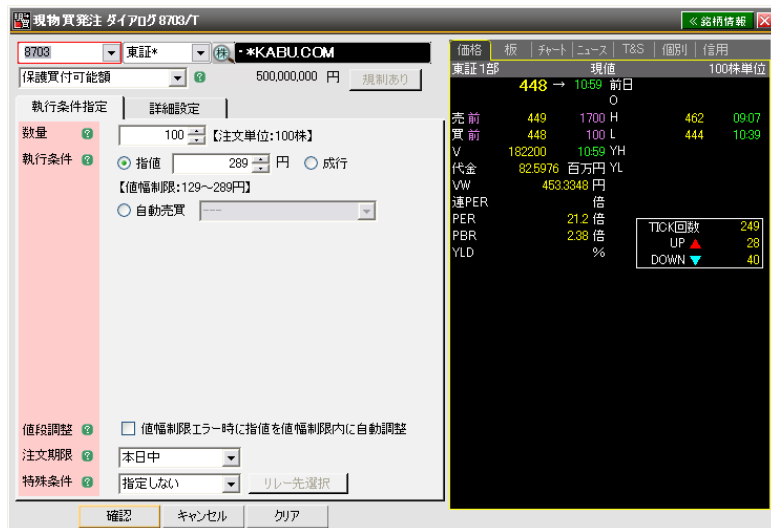 現物買発注 ダイアログ 8703/T
≪銘柄情報
8703 東証* 株 ・*KABU.COM
保護買付可能額 ? 500,000,000 円 規制あり
執行条件指定 詳細設定
数量 ? 100 【注文単位:100株】
執行条件 ? 指値 289 円 成行
【値幅制限:129~289円】
自動売買 ---
値段調整 ? 値幅制限エラー時に指値を値幅制限内に自動調整
注文期限 ? 本日中
特殊条件 ? 指定しない リレー先選択
確認 キャンセル クリア
価格 板 チャート ニュース T&S 個別 信用
東証1部 現値 100株単位
448 → 10:59 前日
O
売 前 449 1700 H 462 09:07
買 前 448 100 L 444 10:39
V 182200 10:59 YH
代金 82.5976 百万円 YL
VW 453.3348 円
連PER 倍
PER 21.2 倍
PBR 2.38 倍
YLD %
TICK回数 249
UP ▲ 28
DOWN ▼ 40